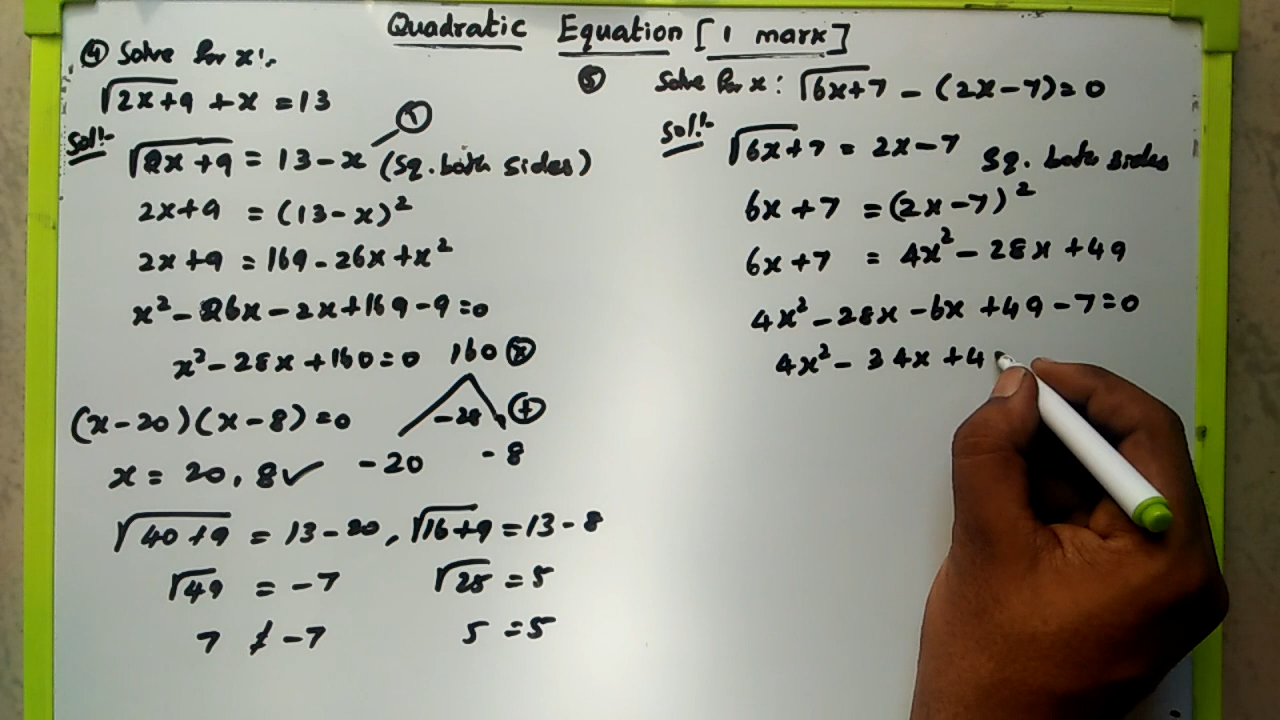 Quadratic Equation [1 mark]
④ Solve for x:-
√2x+9 + x = 13
Sol:-
√2x+9 = 13-x (Sq. both sides)
①
2x+9 = (13-x)²
2x+9 = 169-26x+x²
x²-26x-2x+169-9=0
x²-28x+160=0
160 ⊗
-28 ⊕
-20 -8
(x-20)(x-8)=0
x = 20, 8✓
√40+9 = 13-20, √16+9 = 13-8
√49 = -7 √25 = 5
7 ≠ -7 5 = 5
⑤ Solve for x: √6x+7 - (2x-7)=0
Sol:-
√6x+7 = 2x-7 Sq. both sides
6x+7 = (2x-7)²
6x+7 = 4x²-28x+49
4x²-28x-6x+49-7=0
4x²-34x+4